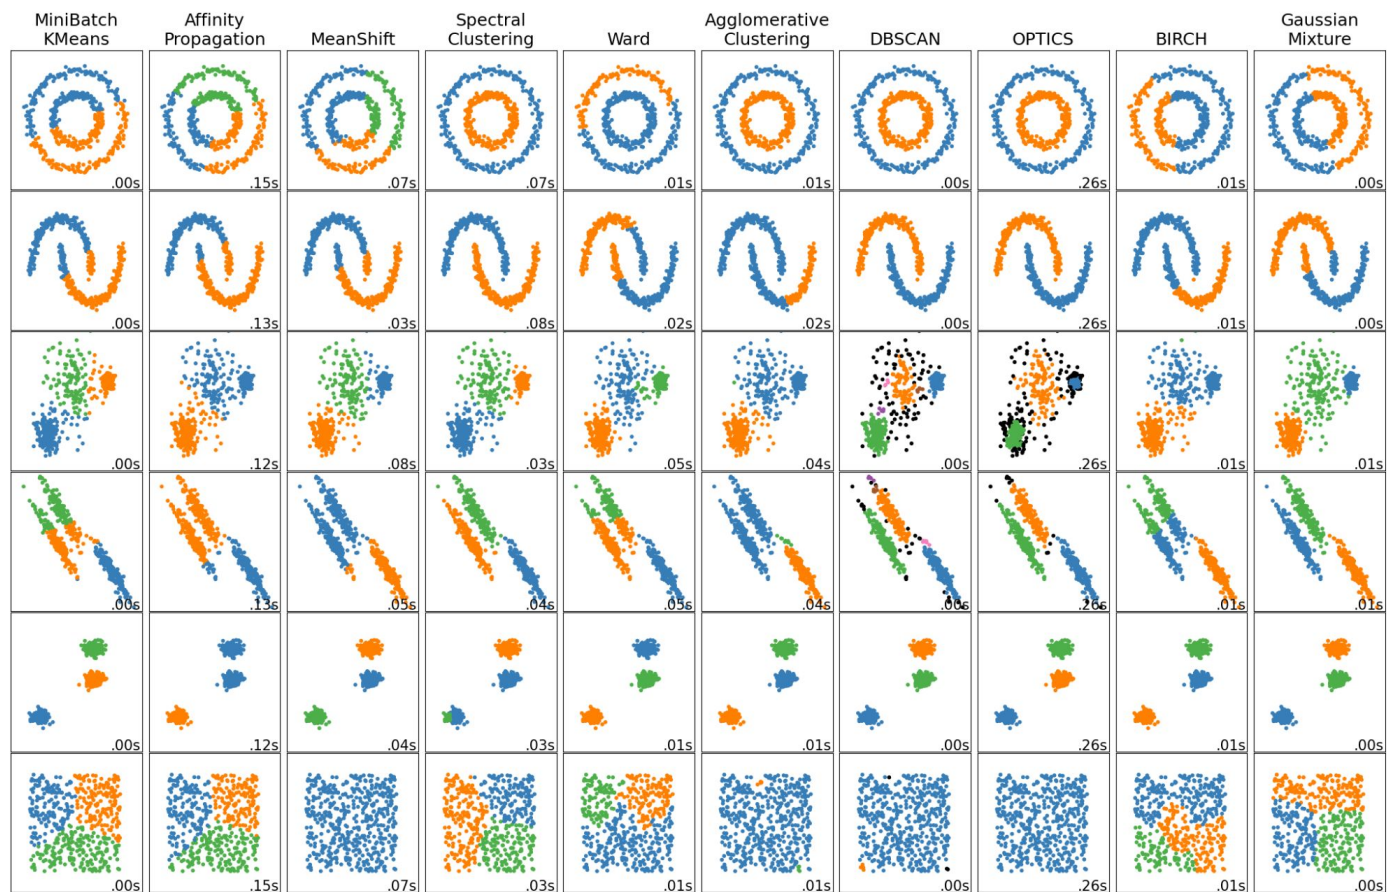 MiniBatch
KMeans
Affinity
Propagation
MeanShift
Spectral
Clustering
Ward
Agglomerative
Clustering
DBSCAN
OPTICS
BIRCH
Gaussian
Mixture
.00s .15s .07s .07s .01s .01s .00s .26s .01s .00s
.00s .13s .03s .08s .02s .02s .00s .26s .01s .00s
.00s .12s .08s .03s .05s .04s .00s .26s .01s .01s
.00s .13s .05s .04s .05s .04s .00s .26s .01s .01s
.00s .12s .04s .03s .01s .01s .00s .26s .01s .00s
.00s .15s .07s .03s .01s .01s .00s .26s .01s .00s